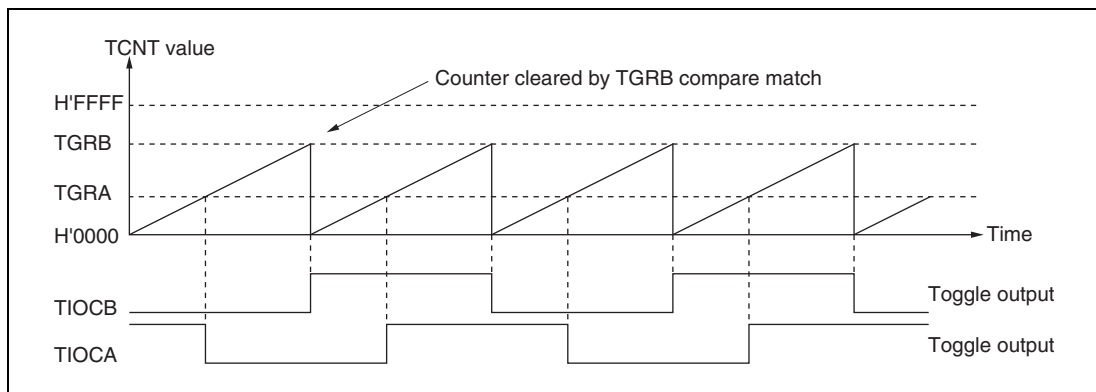 TCNT value
Counter cleared by TGRB compare match
H'FFFF
TGRB
TGRA
H'0000
Time
TIOCB
Toggle output
TIOCA
Toggle output